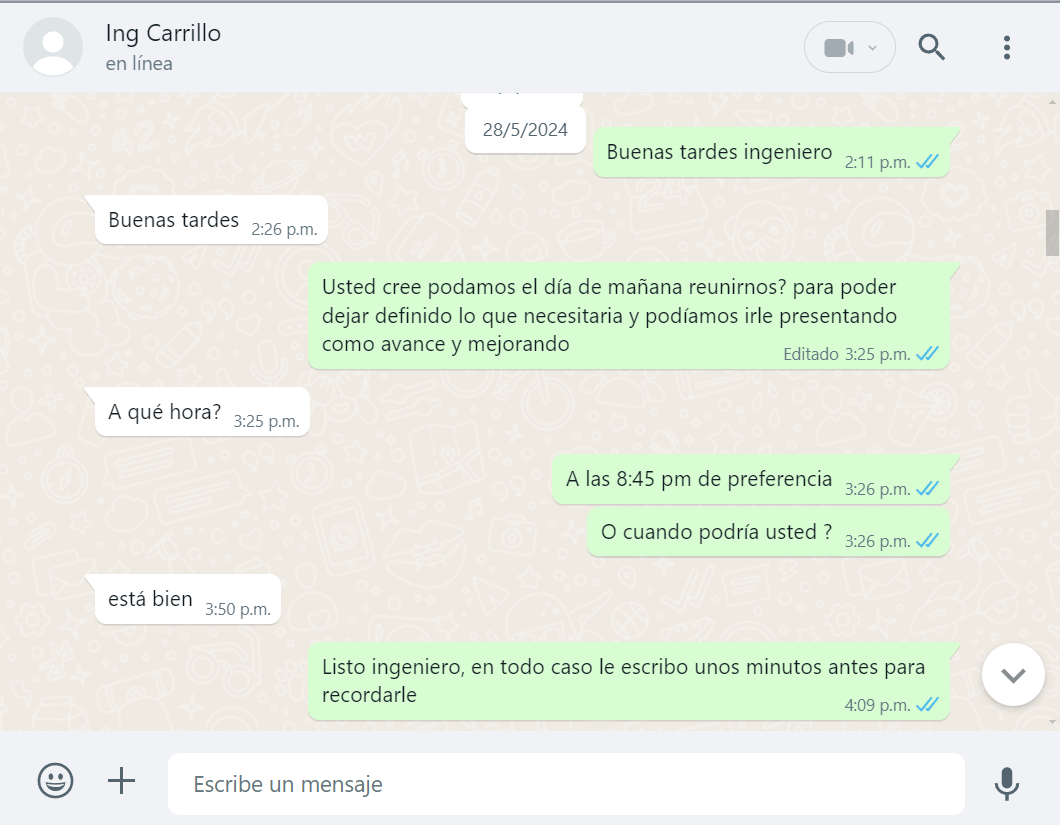 Ing Carrillo
en línea
28/5/2024
Buenas tardes ingeniero 2:11 p.m.
Buenas tardes 2:26 p.m.
Usted cree podamos el día de mañana reunirnos? para poder
dejar definido lo que necesitaria y podíamos irle presentando
como avance y mejorando
Editado 3:25 p.m.
A qué hora? 3:25 p.m.
A las 8:45 pm de preferencia 3:26 p.m.
O cuando podría usted ? 3:26 p.m.
está bien 3:50 p.m.
Listo ingeniero, en todo caso le escribo unos minutos antes para
recordarle
4:09 p.m.
Escribe un mensaje